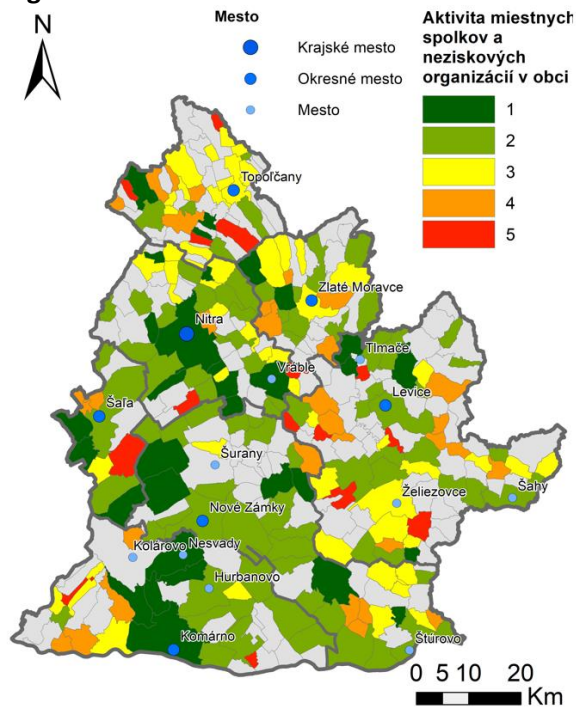 N
Mesto
Krajské mesto
Okresné mesto
Mesto
Aktivita miestnych
spolkov a
neziskových
organizácií v obci
1
2
3
4
5
Topoľčany
Zlaté Moravce
Nitra
Tlmače
Vráble
Levice
Šaľa
Šurany
Želiezovce
Šahy
Nové Zámky
Nesvady
Kolárovo
Hurbanovo
Komárno
Štúrovo
0 5 10 20
Km